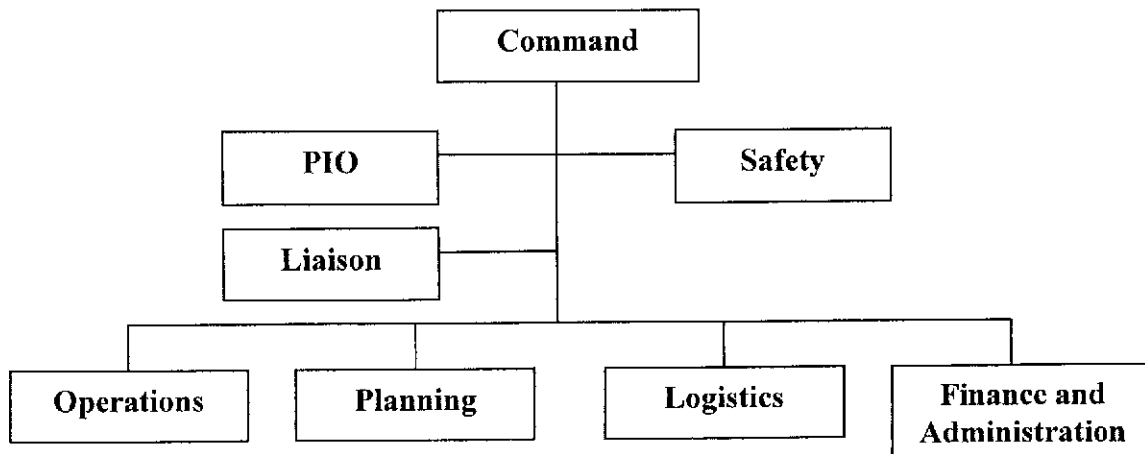 Command
PIO
Safety
Liaison
Operations
Planning
Logistics
Finance and
Administration